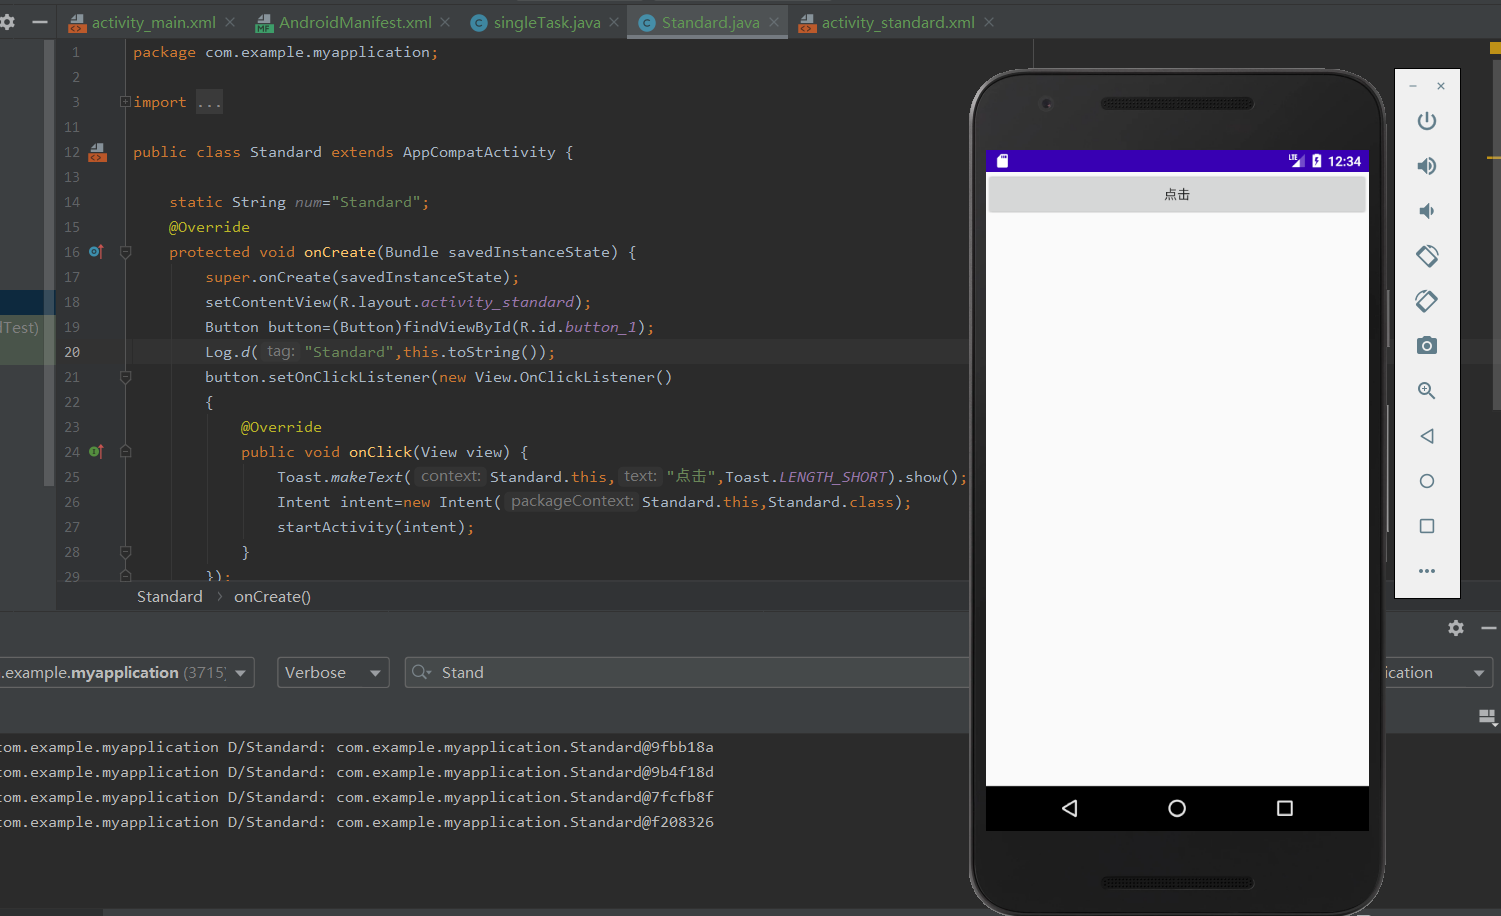 activity_main.xml AndroidManifest.xml singleTask.java Standard.java activity_standard.xml
1 package com.example.myapplication;
2
3 import ...
11
12 public class Standard extends AppCompatActivity {
13
14 static String num="Standard";
15 @Override
16 protected void onCreate(Bundle savedInstanceState) {
17 super.onCreate(savedInstanceState);
18 setContentView(R.layout.activity_standard);
19 Button button=(Button)findViewById(R.id.button_1);
20 Log.d( tag: "Standard",this.toString());
21 button.setOnClickListener(new View.OnClickListener()
22 {
23 @Override
24 public void onClick(View view) {
25 Toast.makeText( context: Standard.this, text: "点击",Toast.LENGTH_SHORT).show();
26 Intent intent=new Intent( packageContext: Standard.this,Standard.class);
27 startActivity(intent);
28 }
29 });
dTest)
Standard › onCreate()
.example.myapplication (3715) Verbose Stand ication
com.example.myapplication D/Standard: com.example.myapplication.Standard@9fbb18a
com.example.myapplication D/Standard: com.example.myapplication.Standard@9b4f18d
com.example.myapplication D/Standard: com.example.myapplication.Standard@7fcfb8f
com.example.myapplication D/Standard: com.example.myapplication.Standard@f208326
LTE 12:34
点击